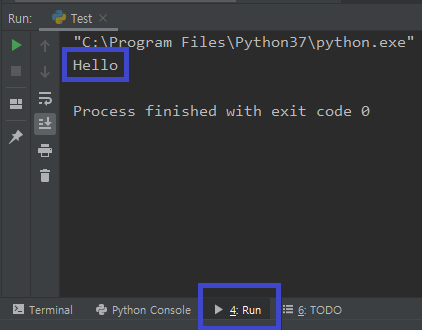 Run: Test
"C:\Program Files\Python37\python.exe"
Hello
Process finished with exit code 0
Terminal Python Console 4: Run 6: TODO